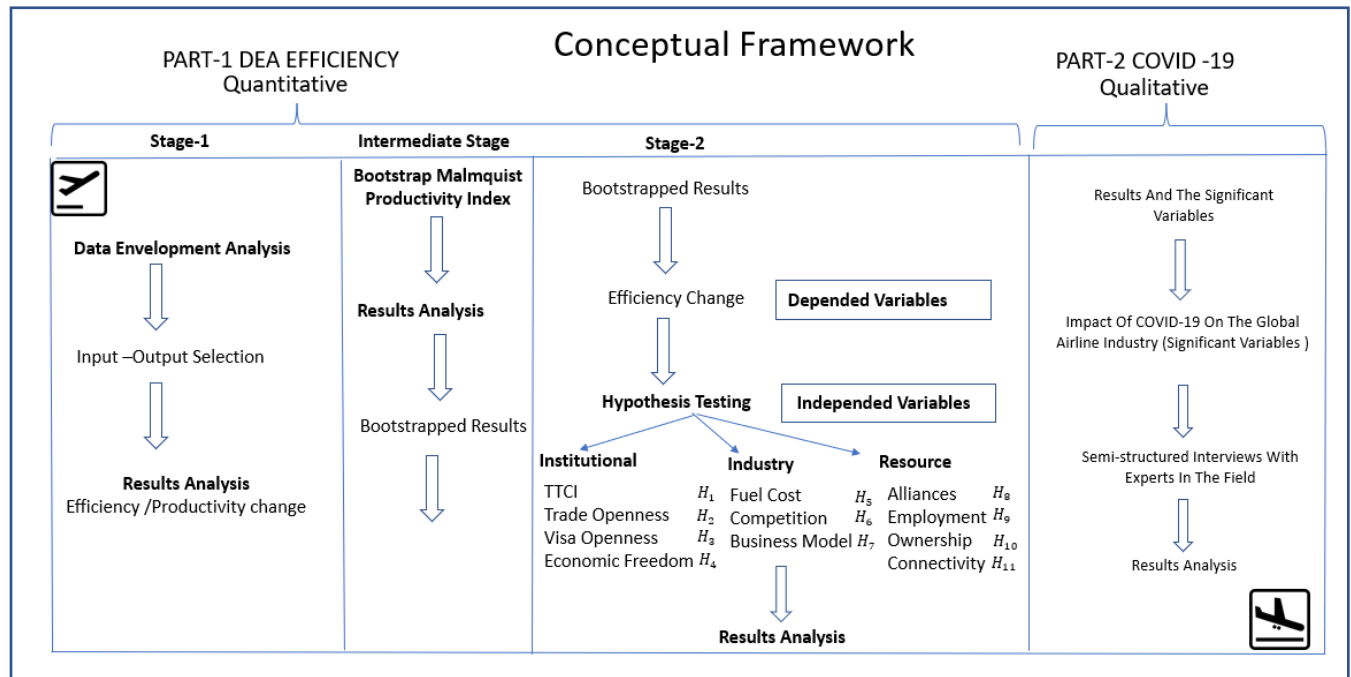 Conceptual Framework
PART-1 DEA EFFICIENCY
Quantitative
PART-2 COVID -19
Qualitative
Stage-1
Data Envelopment Analysis
Input –Output Selection
Results Analysis
Efficiency /Productivity change
Intermediate Stage
Bootstrap Malmquist
Productivity Index
Results Analysis
Bootstrapped Results
Stage-2
Bootstrapped Results
Efficiency Change
Depended Variables
Hypothesis Testing
Independed Variables
Institutional
TTCI H₁
Trade Openness H₂
Visa Openness H₃
Economic Freedom H₄
Industry
Fuel Cost H₅
Competition H₆
Business Model H₇
Resource
Alliances H₈
Employment H₉
Ownership H₁₀
Connectivity H₁₁
Results Analysis
Results And The Significant
Variables
Impact Of COVID-19 On The Global
Airline Industry (Significant Variables )
Semi-structured Interviews With
Experts In The Field
Results Analysis